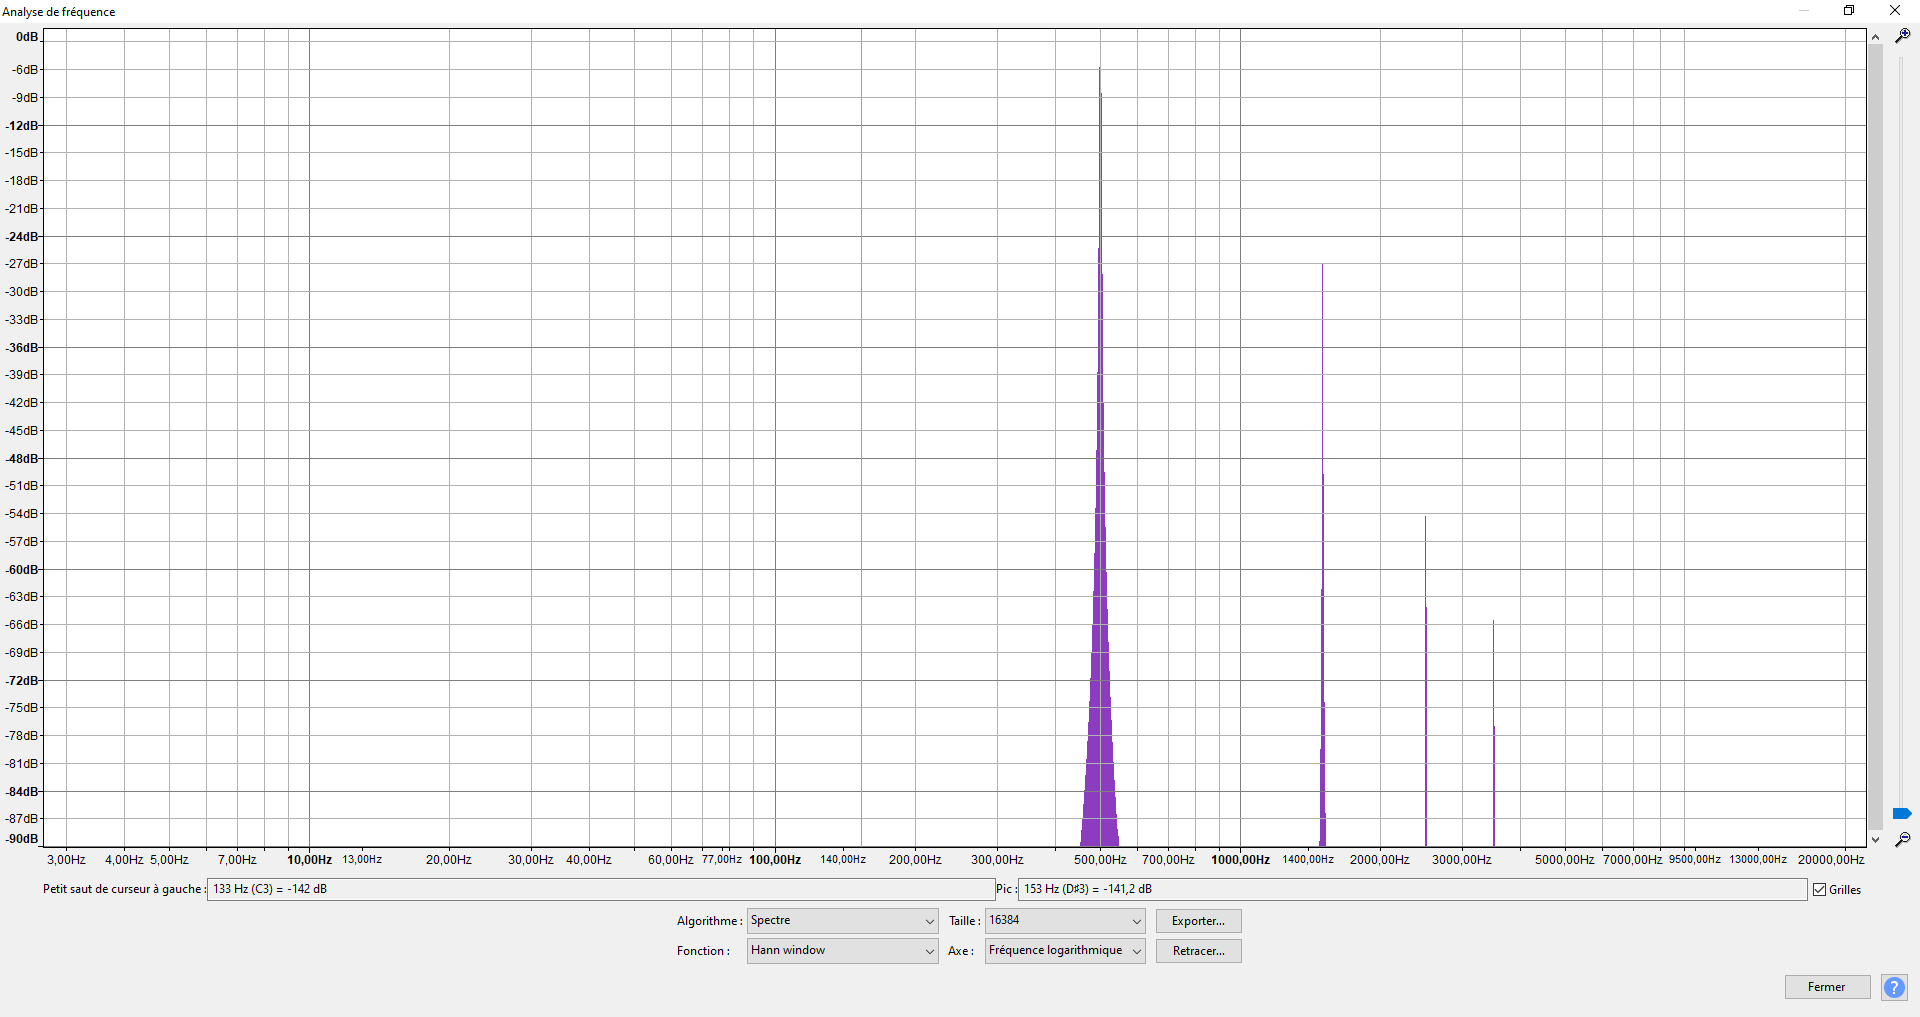 Analyse de fréquence
0dB
-6dB
-9dB
-12dB
-15dB
-18dB
-21dB
-24dB
-27dB
-30dB
-33dB
-36dB
-39dB
-42dB
-45dB
-48dB
-51dB
-54dB
-57dB
-60dB
-63dB
-66dB
-69dB
-72dB
-75dB
-78dB
-81dB
-84dB
-87dB
-90dB
3,00Hz 4,00Hz 5,00Hz 7,00Hz 10,00Hz 13,00Hz 20,00Hz 30,00Hz 40,00Hz 60,00Hz 77,00Hz 100,00Hz 140,00Hz 200,00Hz 300,00Hz 500,00Hz 700,00Hz 1000,00Hz 1400,00Hz 2000,00Hz 3000,00Hz 5000,00Hz 7000,00Hz 9500,00Hz 13000,00Hz 20000,00Hz
Petit saut de curseur à gauche : 133 Hz (C3) = -142 dB Pic : 153 Hz (D♯3) = -141,2 dB Grilles
Algorithme : Spectre Taille : 16384 Exporter...
Fonction : Hann window Axe : Fréquence logarithmique Retracer...
Fermer ?